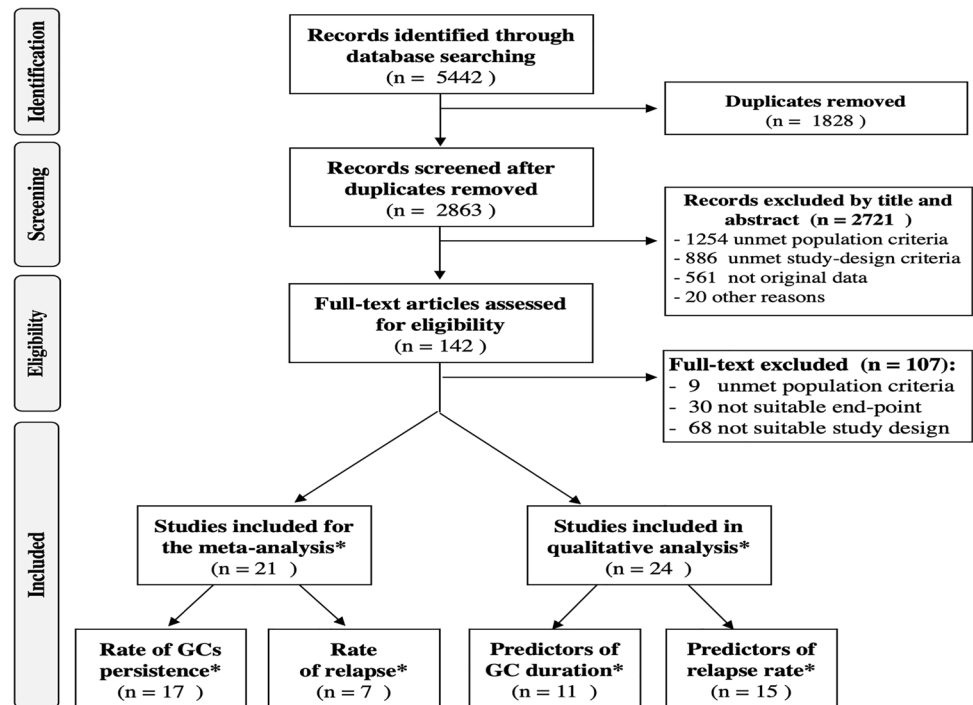 Identification
Records identified through
database searching
(n = 5442 )
Duplicates removed
(n = 1828 )
Screening
Records screened after
duplicates removed
(n = 2863 )
Records excluded by title and
abstract (n = 2721 )
- 1254 unmet population criteria
- 886 unmet study-design criteria
- 561 not original data
- 20 other reasons
Eligibility
Full-text articles assessed
for eligibility
(n = 142 )
Full-text excluded (n = 107):
- 9 unmet population criteria
- 30 not suitable end-point
- 68 not suitable study design
Included
Studies included for
the meta-analysis*
(n = 21 )
Studies included in
qualitative analysis*
(n = 24 )
Rate of GCs
persistence*
(n = 17 )
Rate
of relapse*
(n = 7 )
Predictors of
GC duration*
(n = 11 )
Predictors of
relapse rate*
(n = 15 )